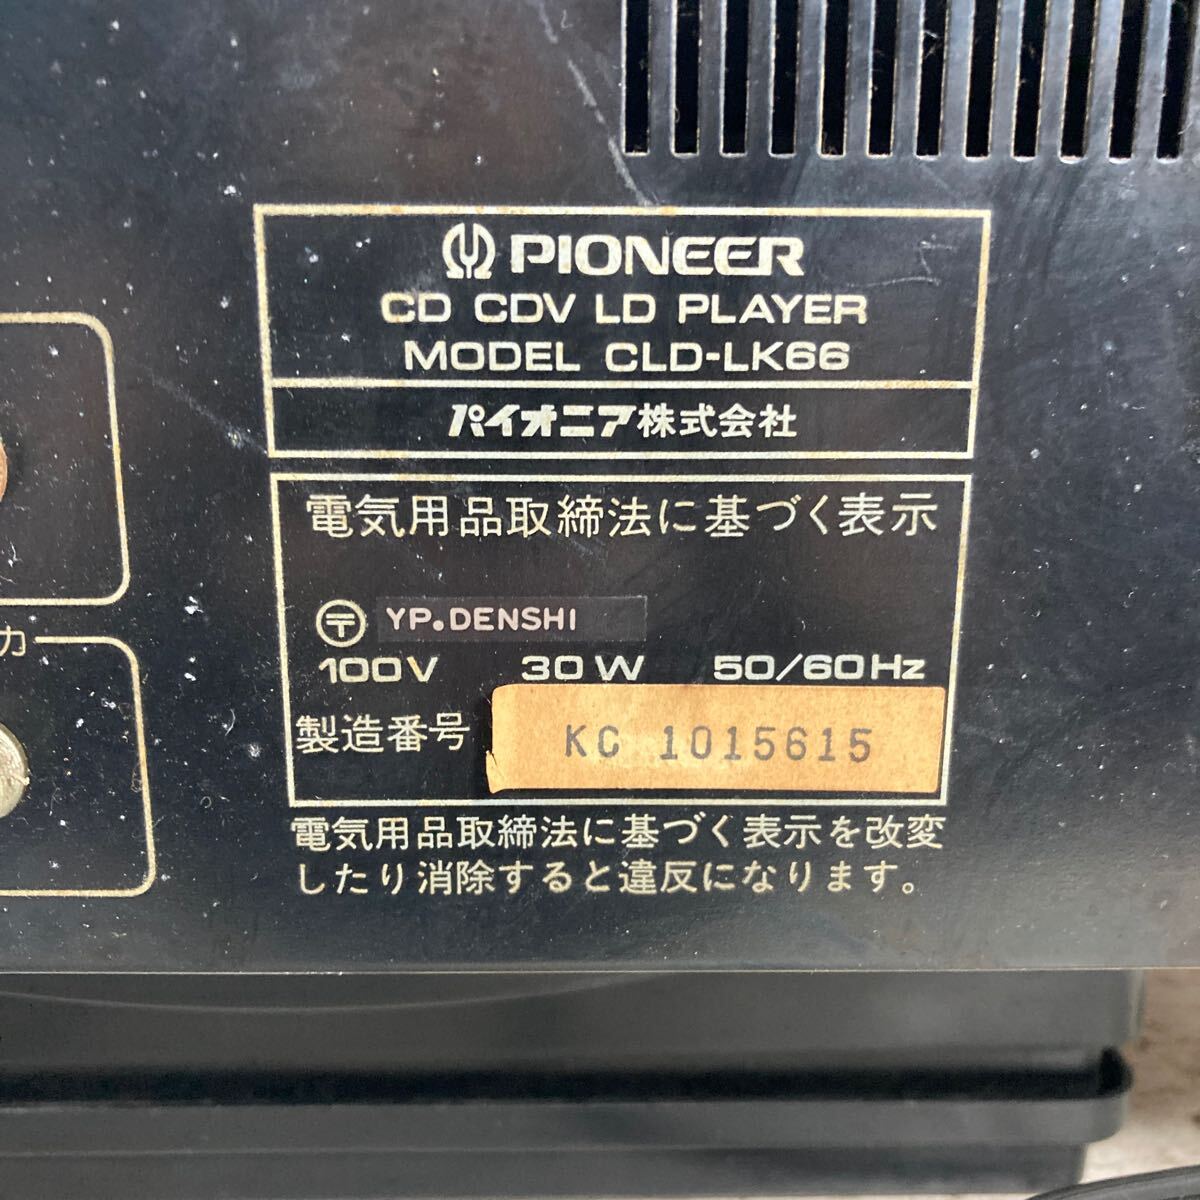 PIONEER
CD CDV LD PLAYER
MODEL CLD-LK66
パイオニア株式会社
電気用品取締法に基づく表示
〒 YP.DENSHI
100V 30W 50/60Hz
製造番号 KC 1015615
電気用品取締法に基づく表示を改変
したり消除すると違反になります。
力